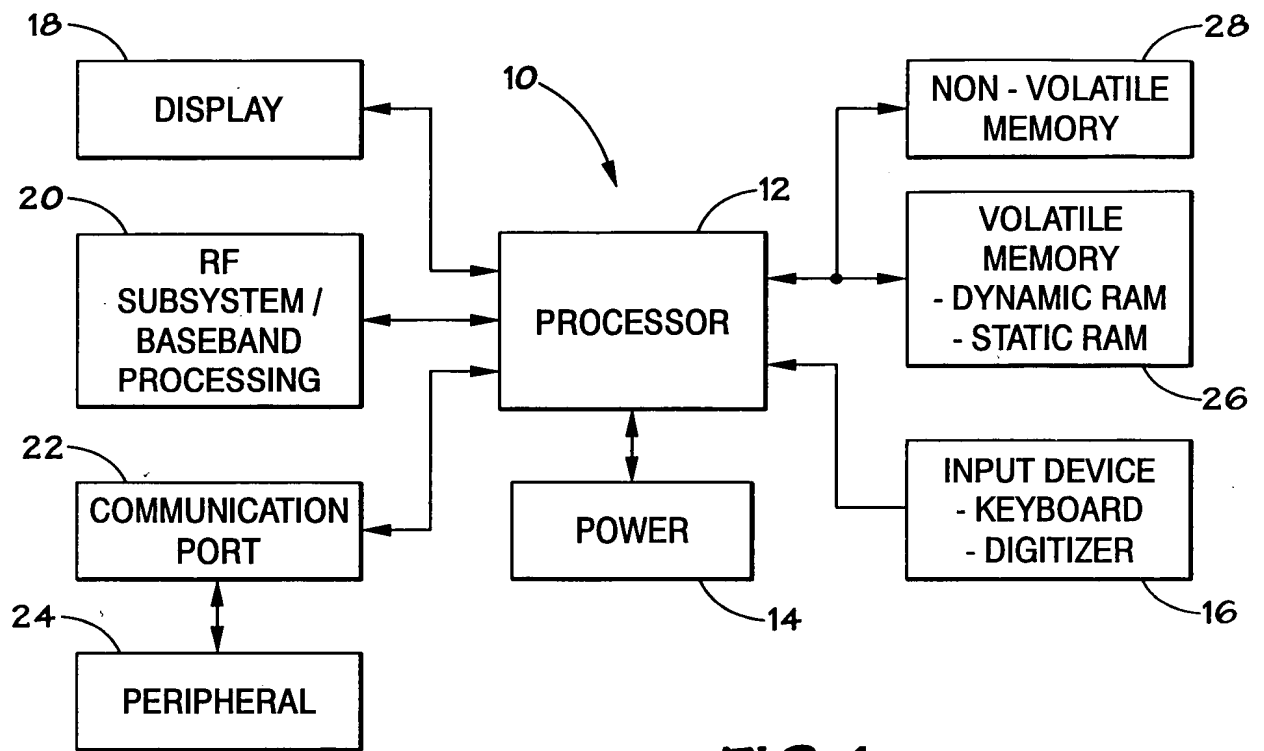 18
DISPLAY
20
RF
SUBSYSTEM /
BASEBAND
PROCESSING
22
COMMUNICATION
PORT
24
PERIPHERAL
10
12
PROCESSOR
POWER
14
28
NON - VOLATILE
MEMORY
VOLATILE
MEMORY
- DYNAMIC RAM
- STATIC RAM
26
INPUT DEVICE
- KEYBOARD
- DIGITIZER
16